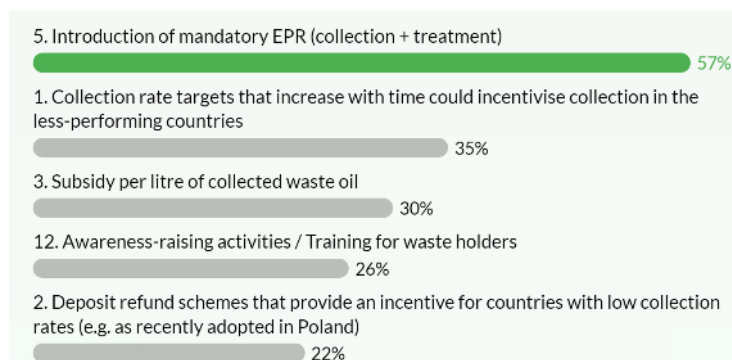 5. Introduction of mandatory EPR (collection + treatment)
57%
1. Collection rate targets that increase with time could incentivise collection in the
less-performing countries
35%
3. Subsidy per litre of collected waste oil
30%
12. Awareness-raising activities / Training for waste holders
26%
2. Deposit refund schemes that provide an incentive for countries with low collection
rates (e.g. as recently adopted in Poland)
22%